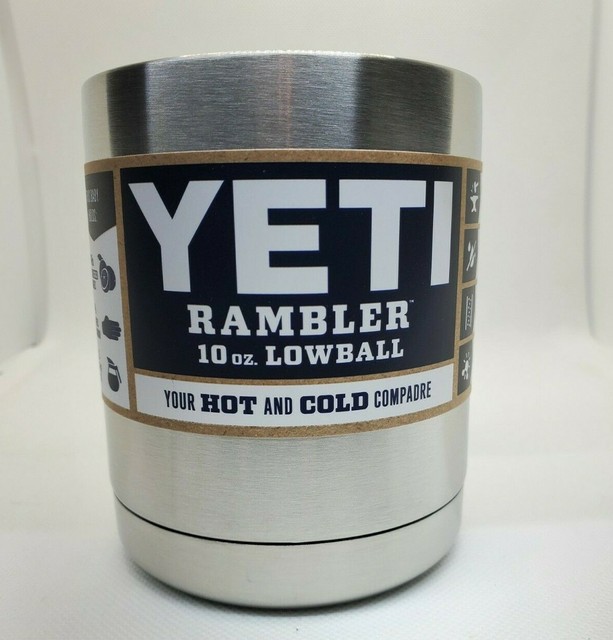 YETI
RAMBLER™
10 oz. LOWBALL
YOUR HOT AND COLD COMPADRE